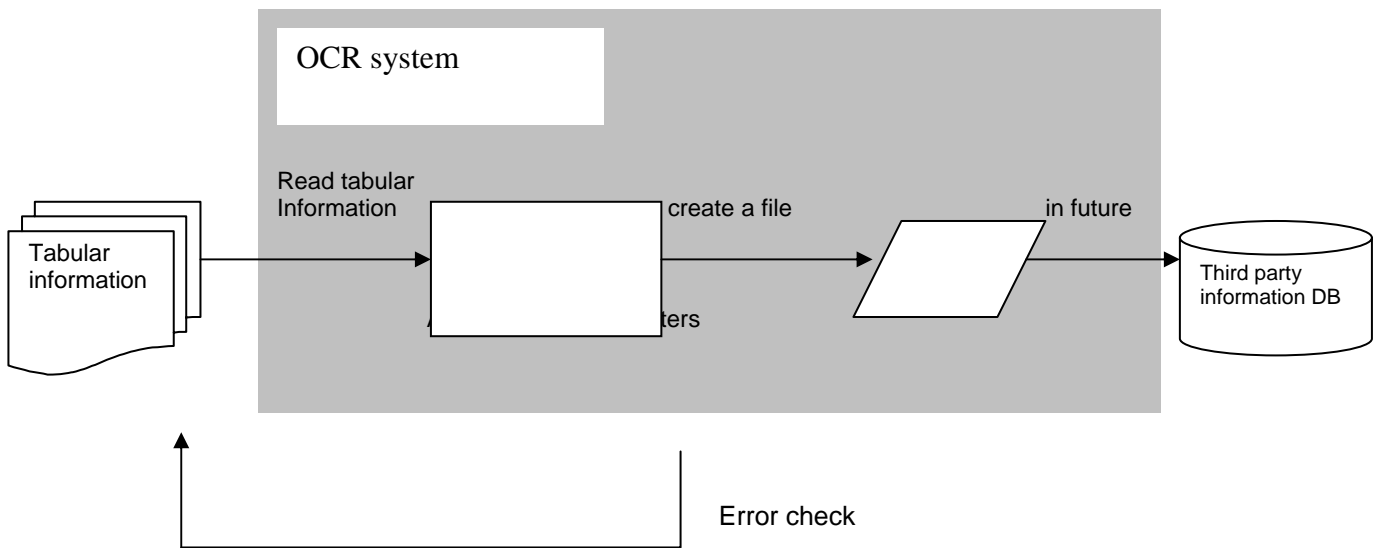 OCR system
Read tabular
Information
create a file
in future
Tabular
information
Third party
information DB
Error check